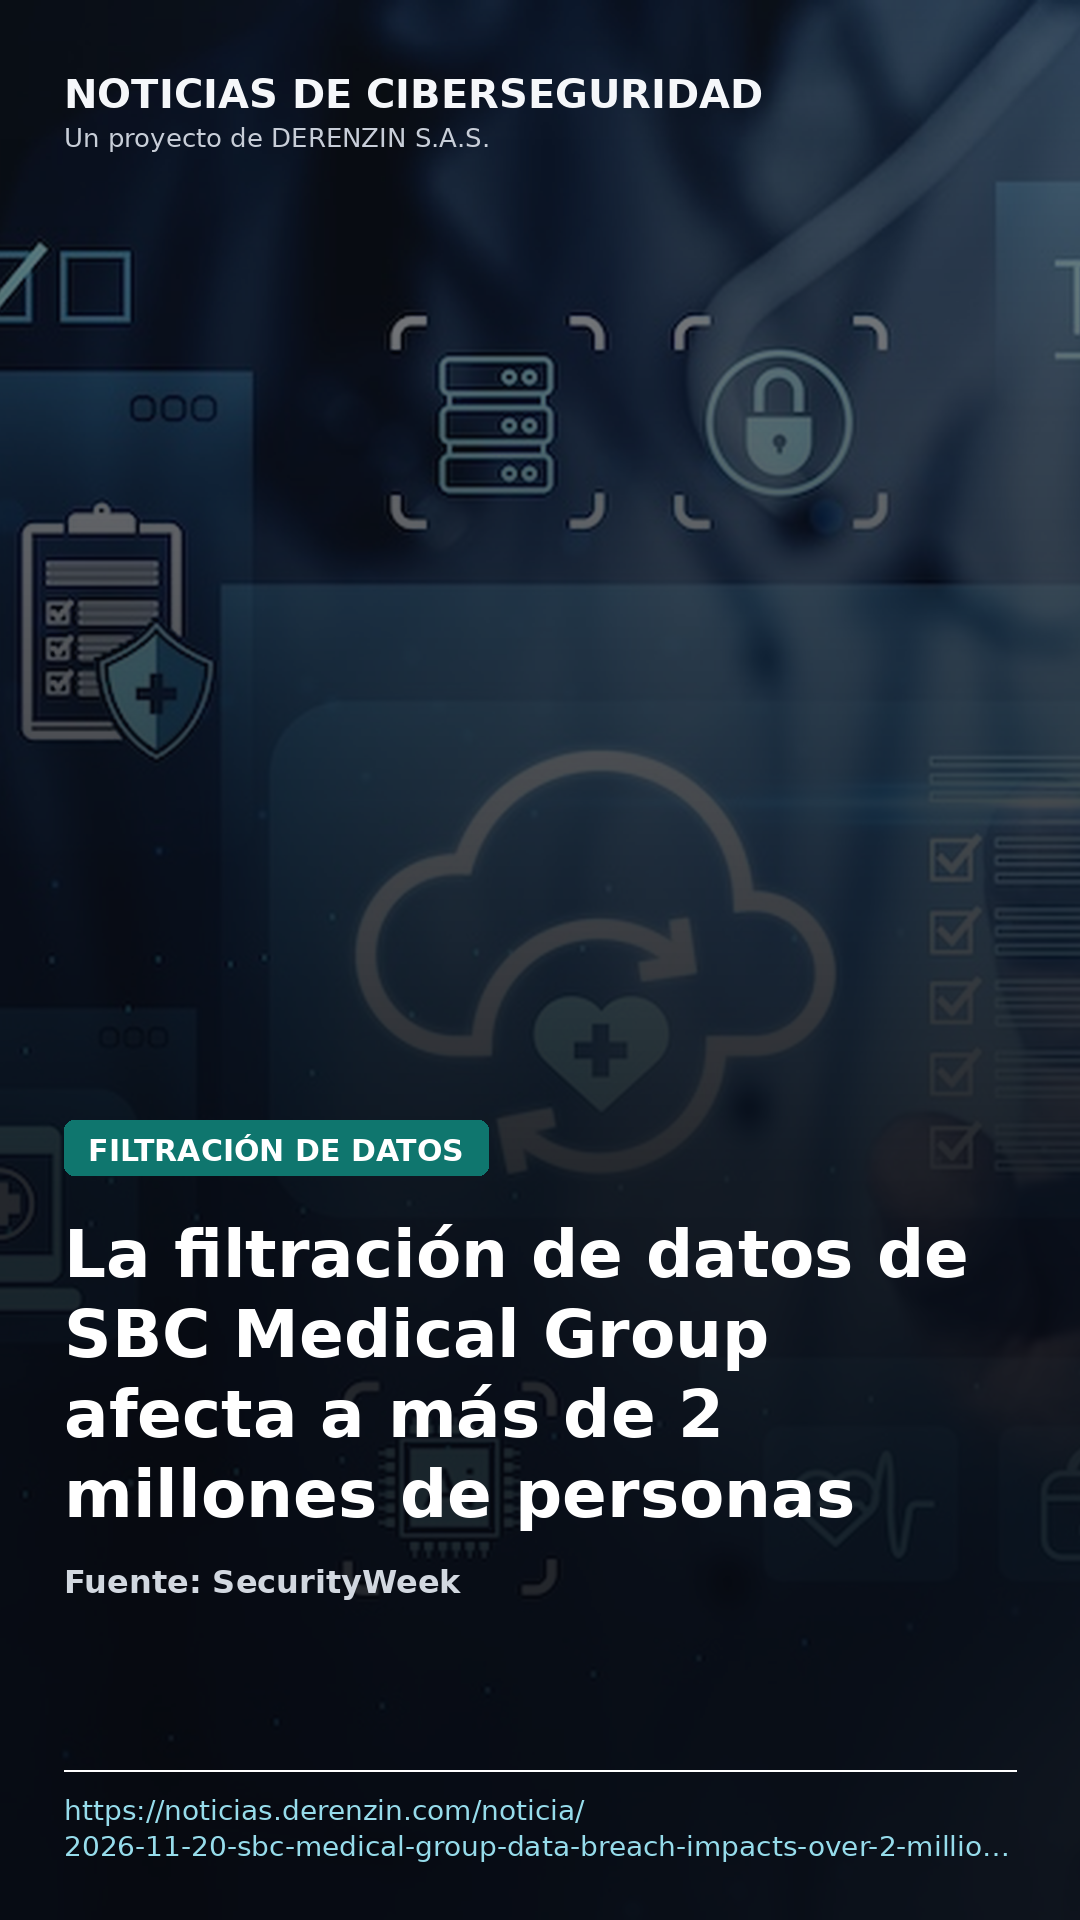 NOTICIAS DE CIBERSEGURIDAD
Un proyecto de DERENZIN S.A.S.
FILTRACIÓN DE DATOS
La filtración de datos de
SBC Medical Group
afecta a más de 2
millones de personas
Fuente: SecurityWeek
https://noticias.derenzin.com/noticia/
2026-11-20-sbc-medical-group-data-breach-impacts-over-2-millio…